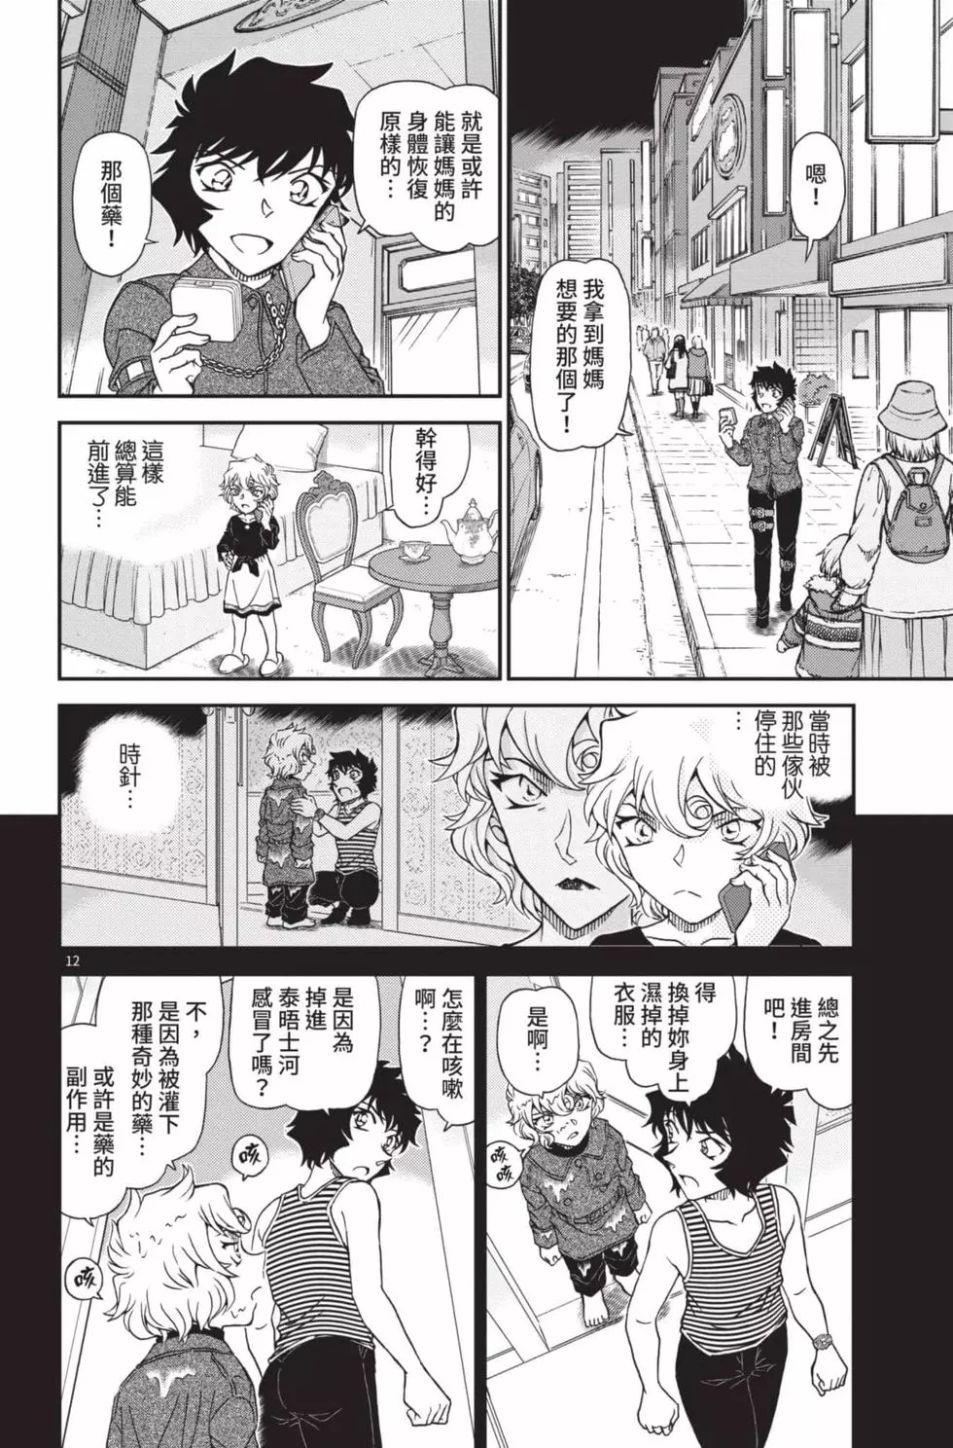 嗯！
我拿到媽媽
想要的那個了！
就是或許
能讓媽媽的
身體恢復
原樣的…
那個藥！
幹得好…
這樣
總算能
前進了…
當時被
那些傢伙
停住的
…
時針…
12
總之先
進房間
吧！
得
換掉妳身上
濕掉的
衣服…
是啊…
咳
咳
怎麼在咳嗽
啊…？
是因為
掉進
泰晤士河
感冒了嗎？
咳
不，
是因為被灌下
那種奇妙的藥…
或許是藥的
副作用…
咳